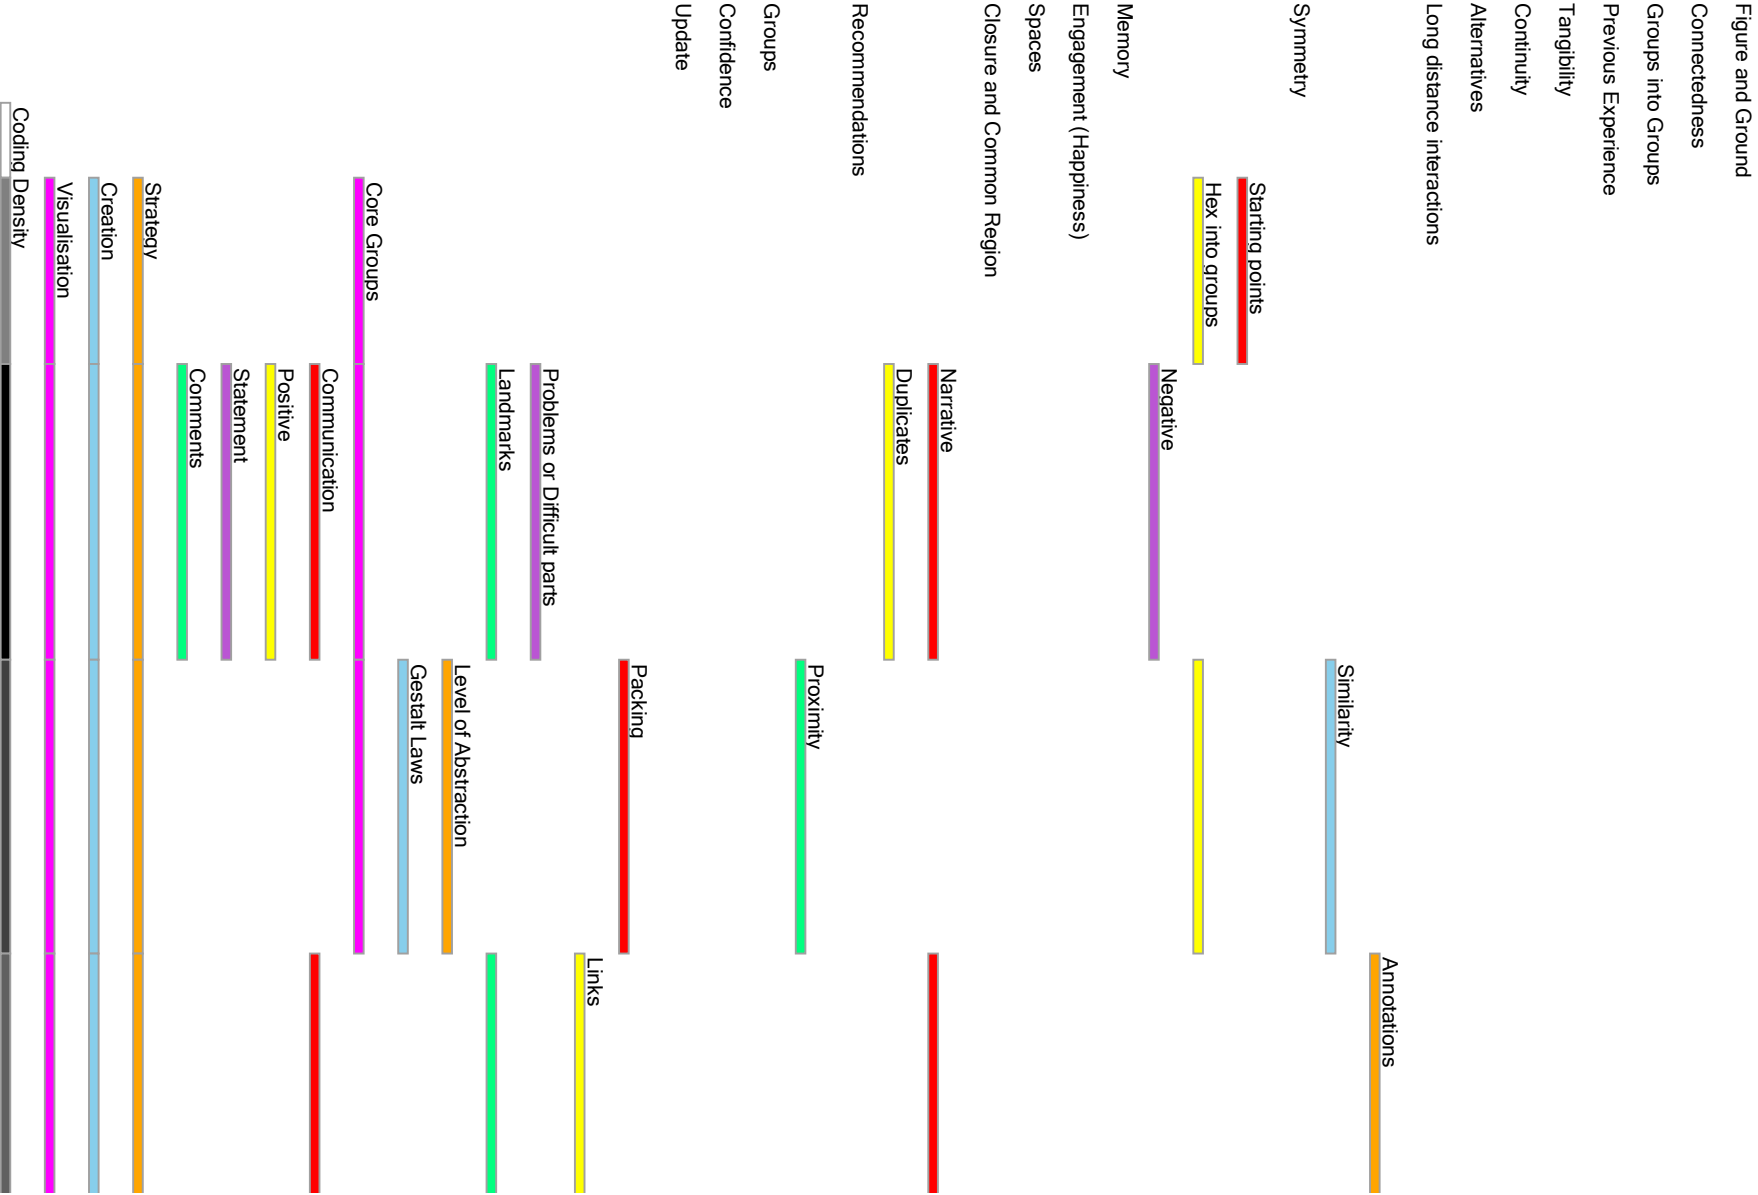 Coding Density
Visualisation
Creation
Strategy
Comments
Statement
Positive
Communication
Core Groups
Gestalt Laws
Level of Abstraction
Landmarks
Problems or Difficult parts
Links
Packing
Update
Confidence
Groups
Proximity
Recommendations
Duplicates
Narrative
Closure and Common Region
Spaces
Engagement (Happiness)
Memory
Negative
Hex into groups
Starting points
Symmetry
Similarity
Annotations
Long distance interactions
Alternatives
Continuity
Tangibility
Previous Experience
Groups into Groups
Connectedness
Figure and Ground